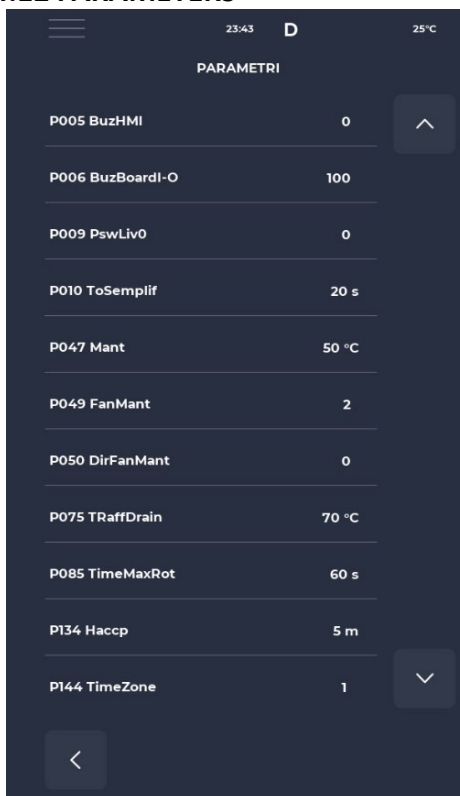 23:43 D 25°C
PARAMETRI
P005 BuzHMI 0
P006 BuzBoardI-O 100
P009 PswLiv0 0
P010 ToSemplif 20 s
P047 Mant 50 °C
P049 FanMant 2
P050 DirFanMant 0
P075 TRaffDrain 70 °C
P085 TimeMaxRot 60 s
P134 Haccp 5 m
P144 TimeZone 1